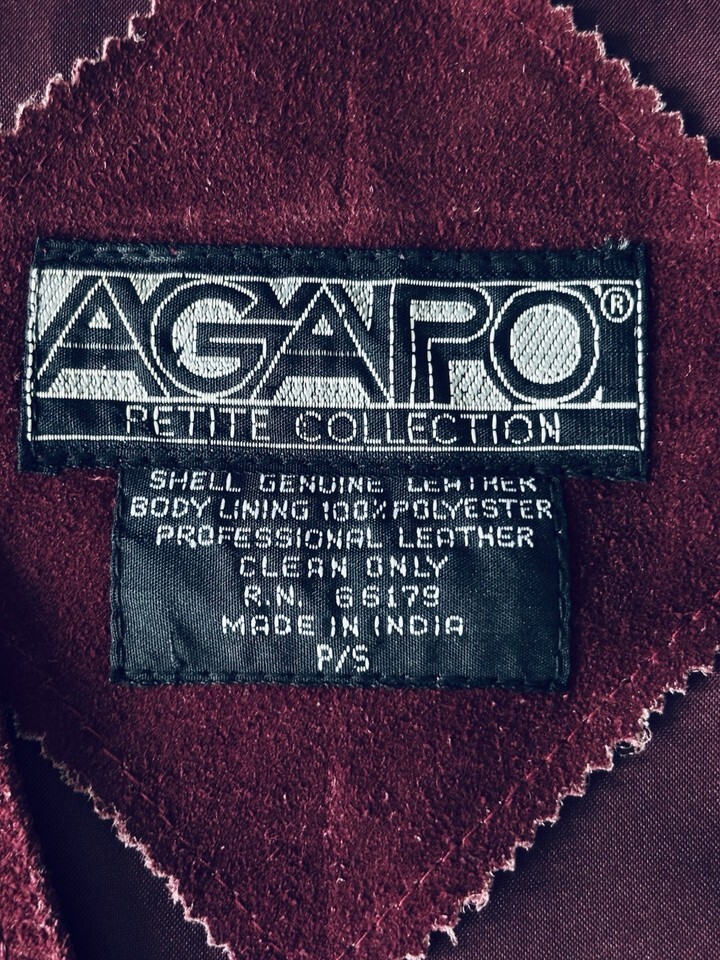 AGAPO®
PETITE COLLECTION
SHELL GENUINE LEATHER
BODY LINING 100% POLYESTER
PROFESSIONAL LEATHER
CLEAN ONLY
R.N. 66179
MADE IN INDIA
P/S